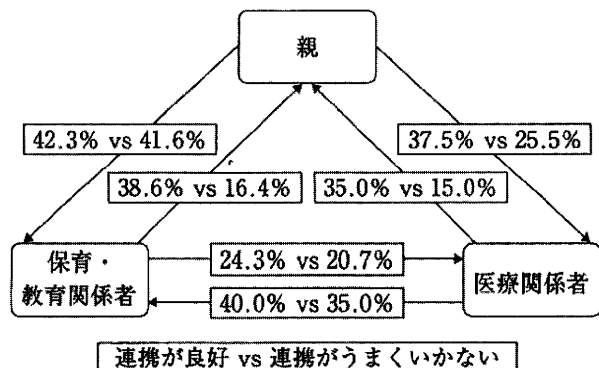 親
42.3% vs 41.6%
37.5% vs 25.5%
38.6% vs 16.4%
35.0% vs 15.0%
保育・
教育関係者
24.3% vs 20.7%
40.0% vs 35.0%
医療関係者
連携が良好 vs 連携がうまくいかない